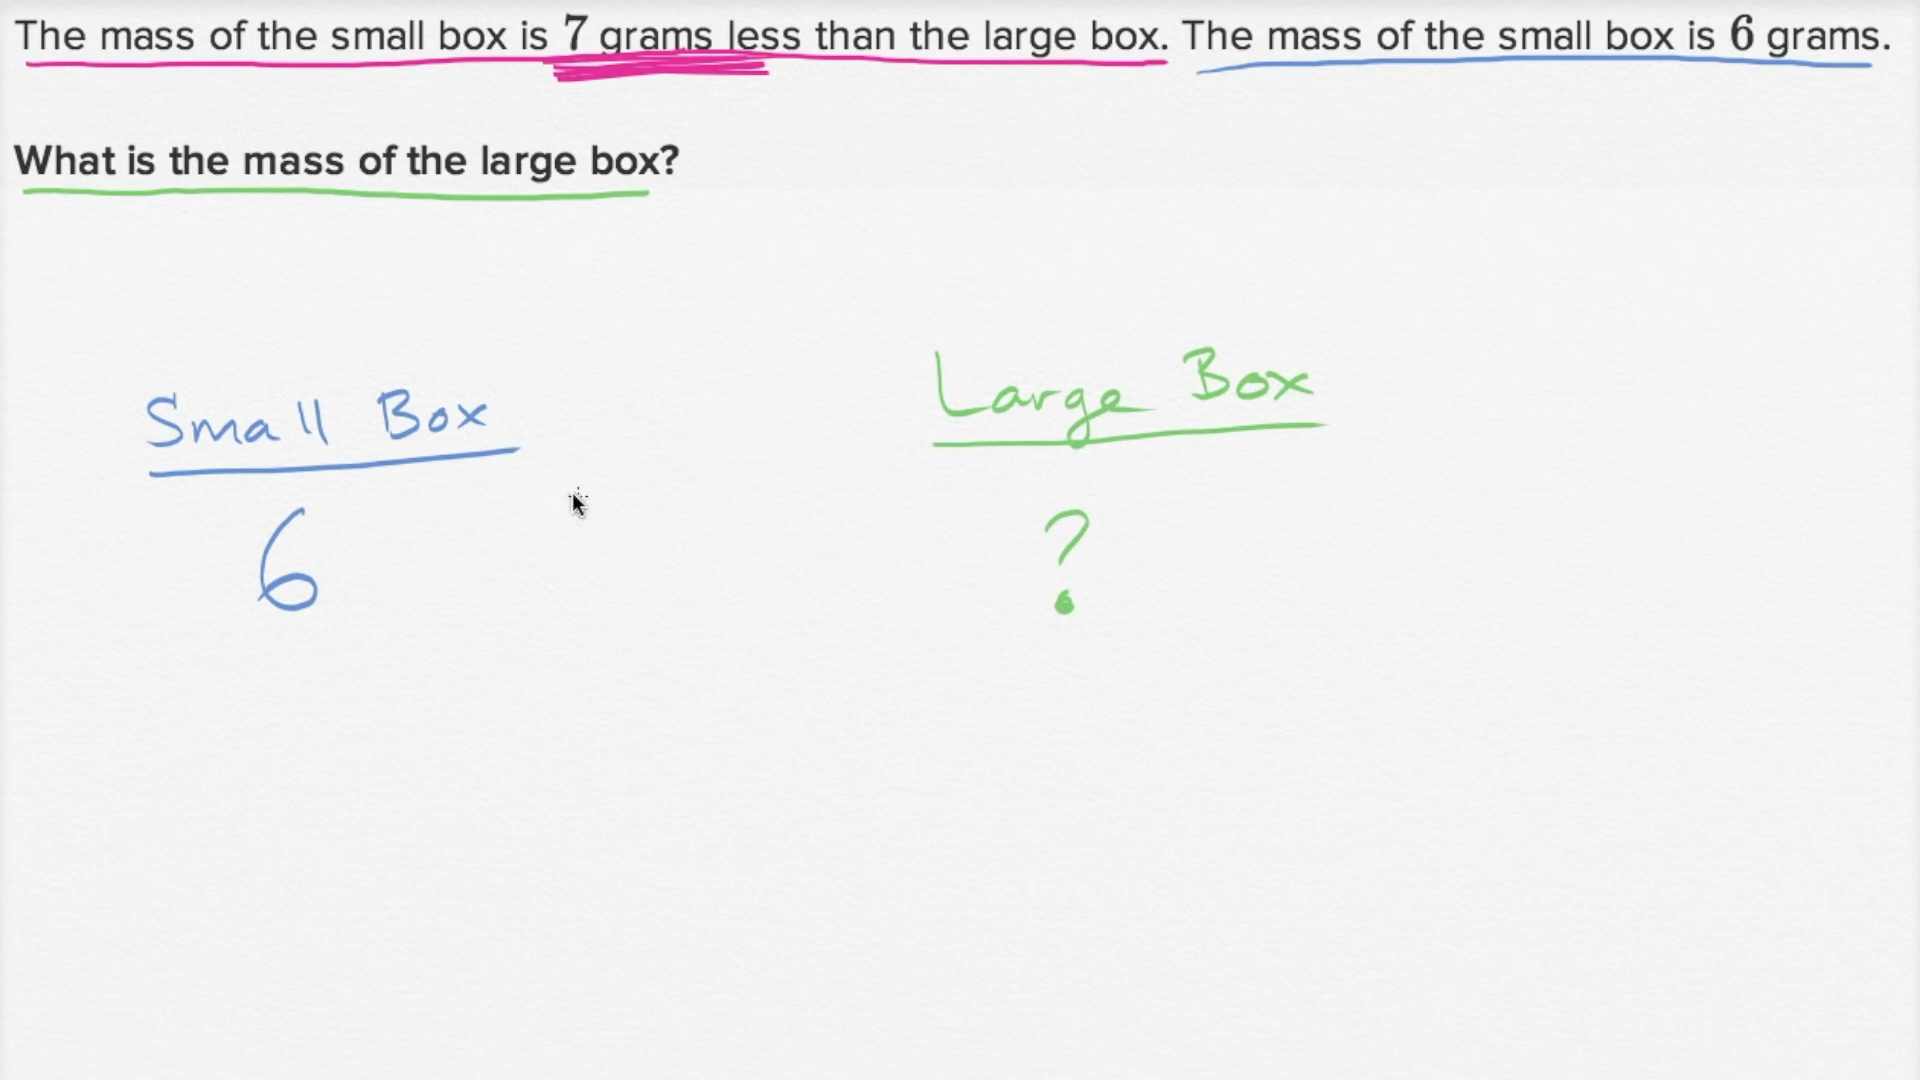 The mass of the small box is 7 grams less than the large box. The mass of the small box is 6 grams.
What is the mass of the large box?
Small Box
Large Box
6
?